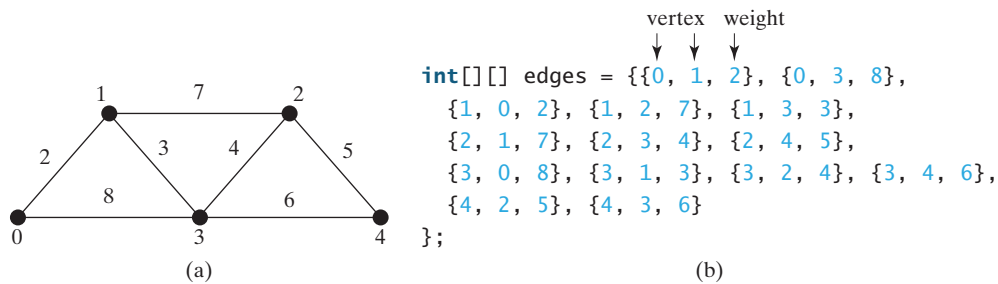 vertex weight
int[][] edges = {{0, 1, 2}, {0, 3, 8},
{1, 0, 2}, {1, 2, 7}, {1, 3, 3},
{2, 1, 7}, {2, 3, 4}, {2, 4, 5},
{3, 0, 8}, {3, 1, 3}, {3, 2, 4}, {3, 4, 6},
{4, 2, 5}, {4, 3, 6}
};
1 7 2
2 3 4 5
8 6
0 3 4
(a) (b)